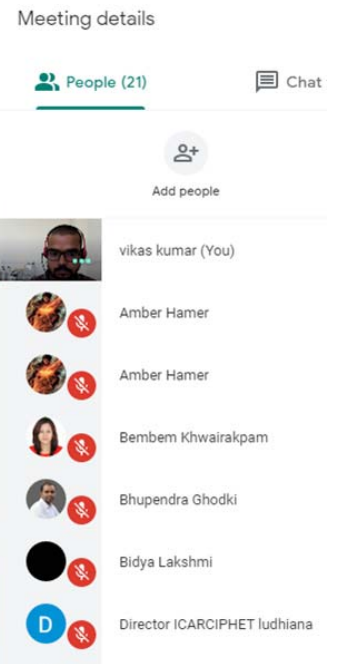 Meeting details
People (21)
Chat
Add people
vikas kumar (You)
Amber Hamer
Amber Hamer
Bembem Khwairakpam
Bhupendra Ghodki
Bidya Lakshmi
D
Director ICARCIPHET ludhiana